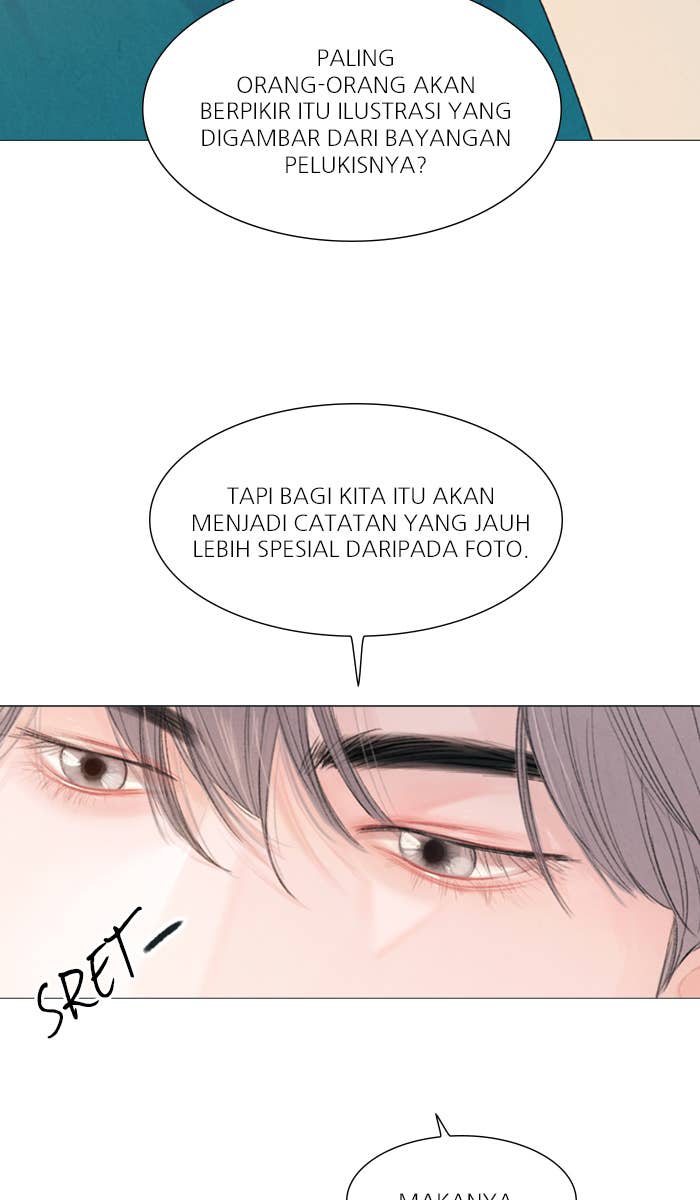 PALING
ORANG-ORANG AKAN
BERPIKIR ITU ILUSTRASI YANG
DIGAMBAR DARI BAYANGAN
PELUKISNYA?
TAPI BAGI KITA ITU AKAN
MENJADI CATATAN YANG JAUH
LEBIH SPESIAL DARIPADA FOTO.
SRET-
MAKANYA